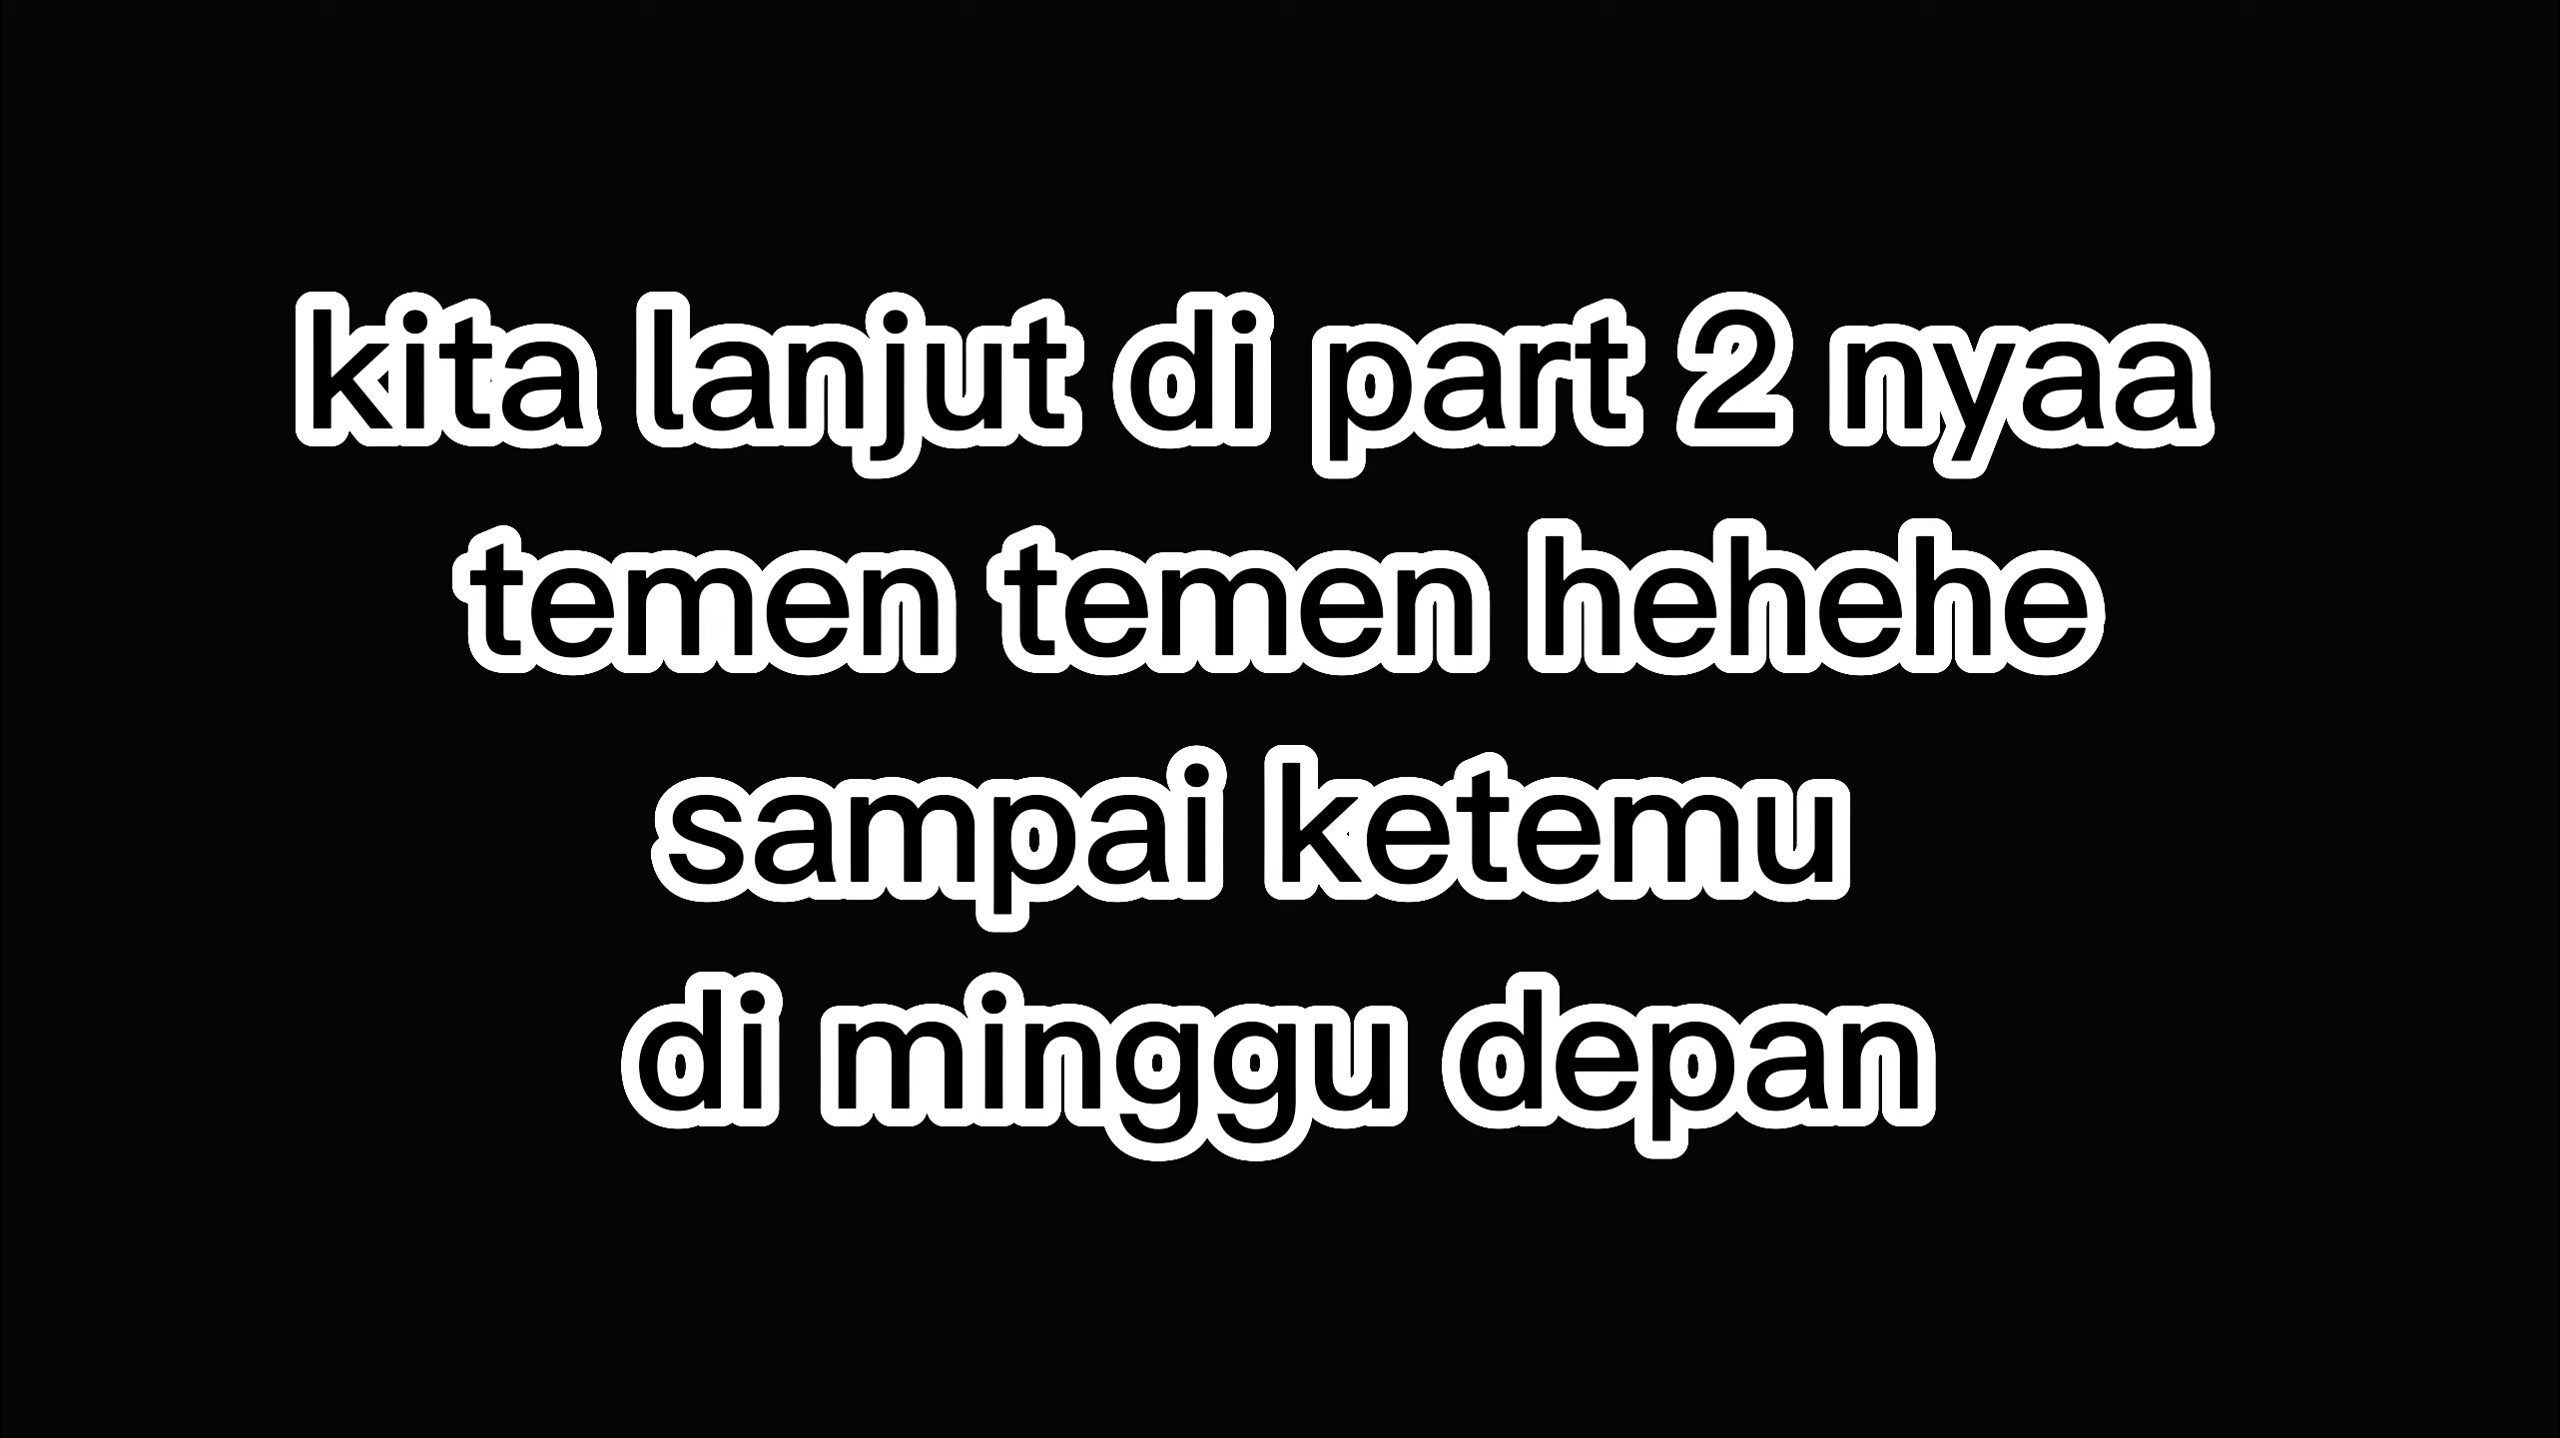 kita lanjut di part 2 nyaa
temen temen hehehe
sampai ketemu
di minggu depan